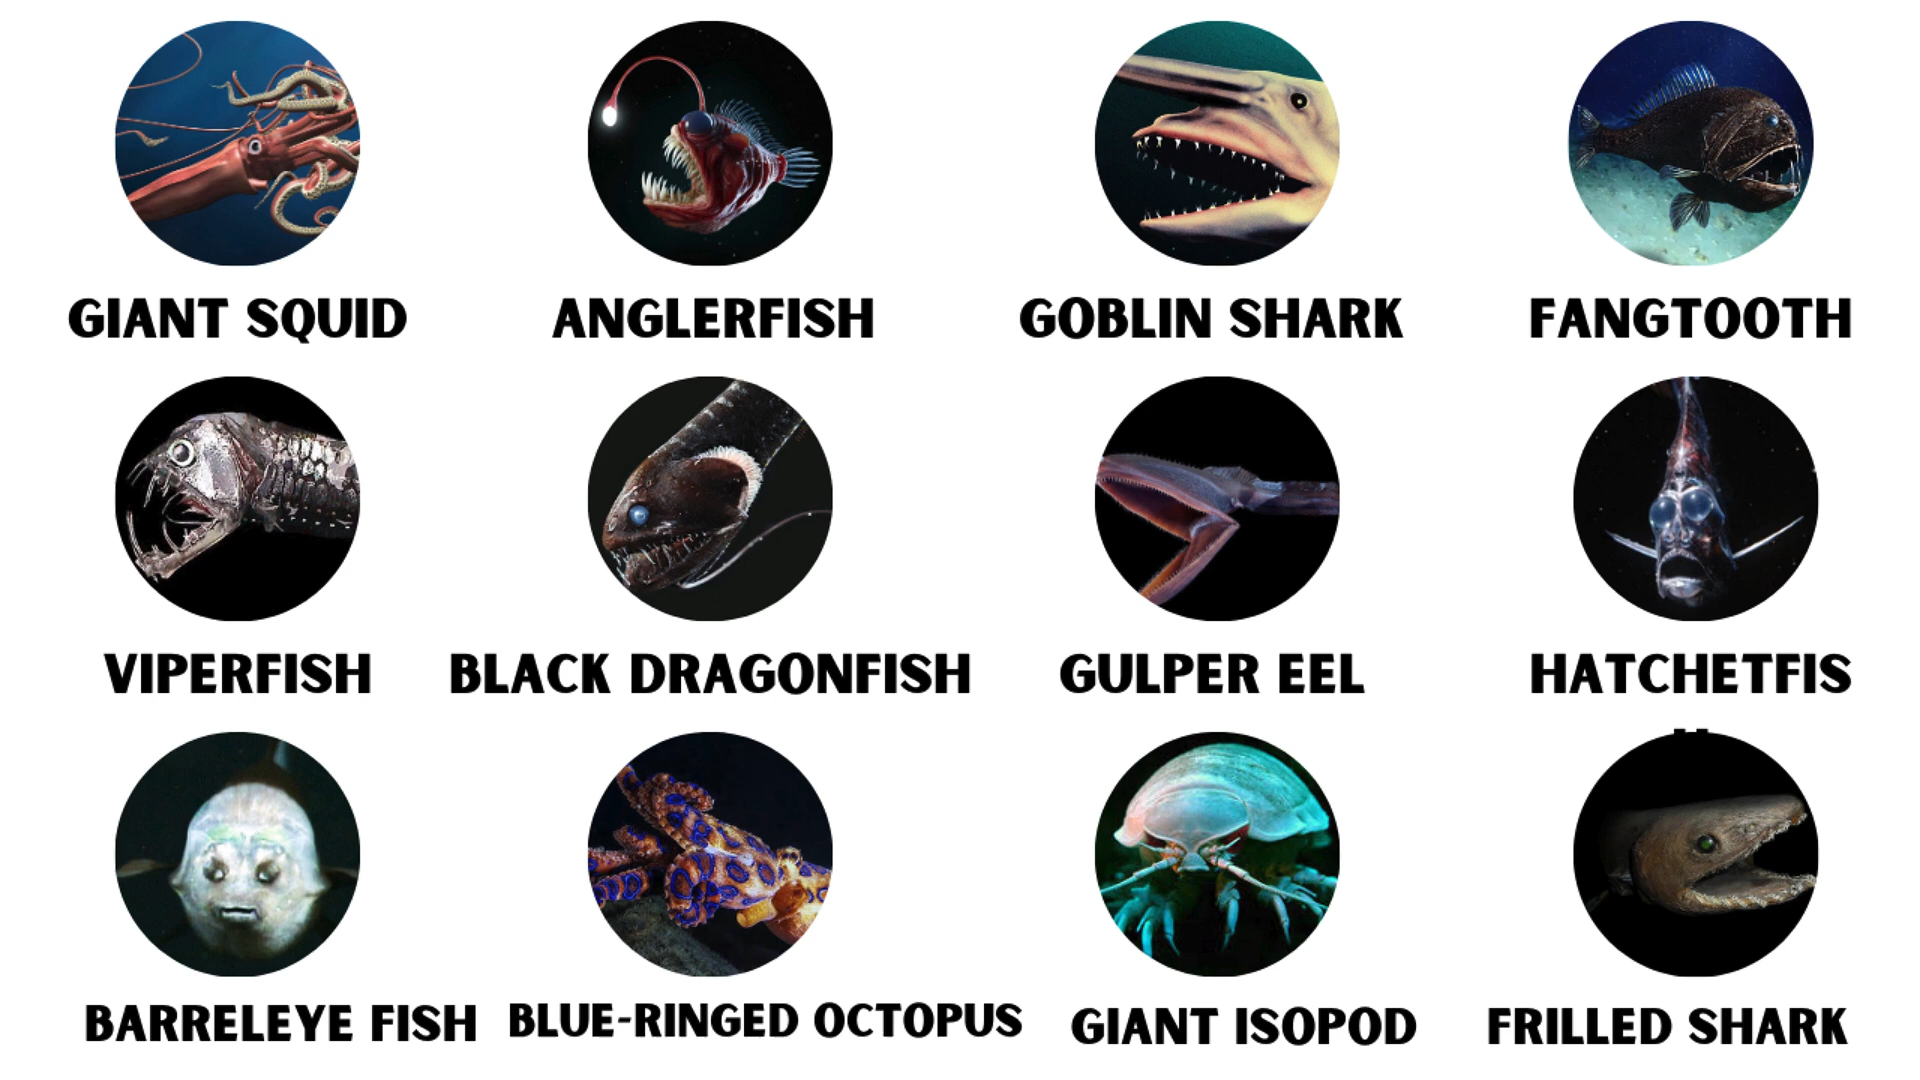 GIANT SQUID
ANGLERFISH
GOBLIN SHARK
FANGTOOTH
VIPERFISH
BLACK DRAGONFISH
GULPER EEL
HATCHETFIS
BARRELEYE FISH
BLUE-RINGED OCTOPUS
GIANT ISOPOD
FRILLED SHARK